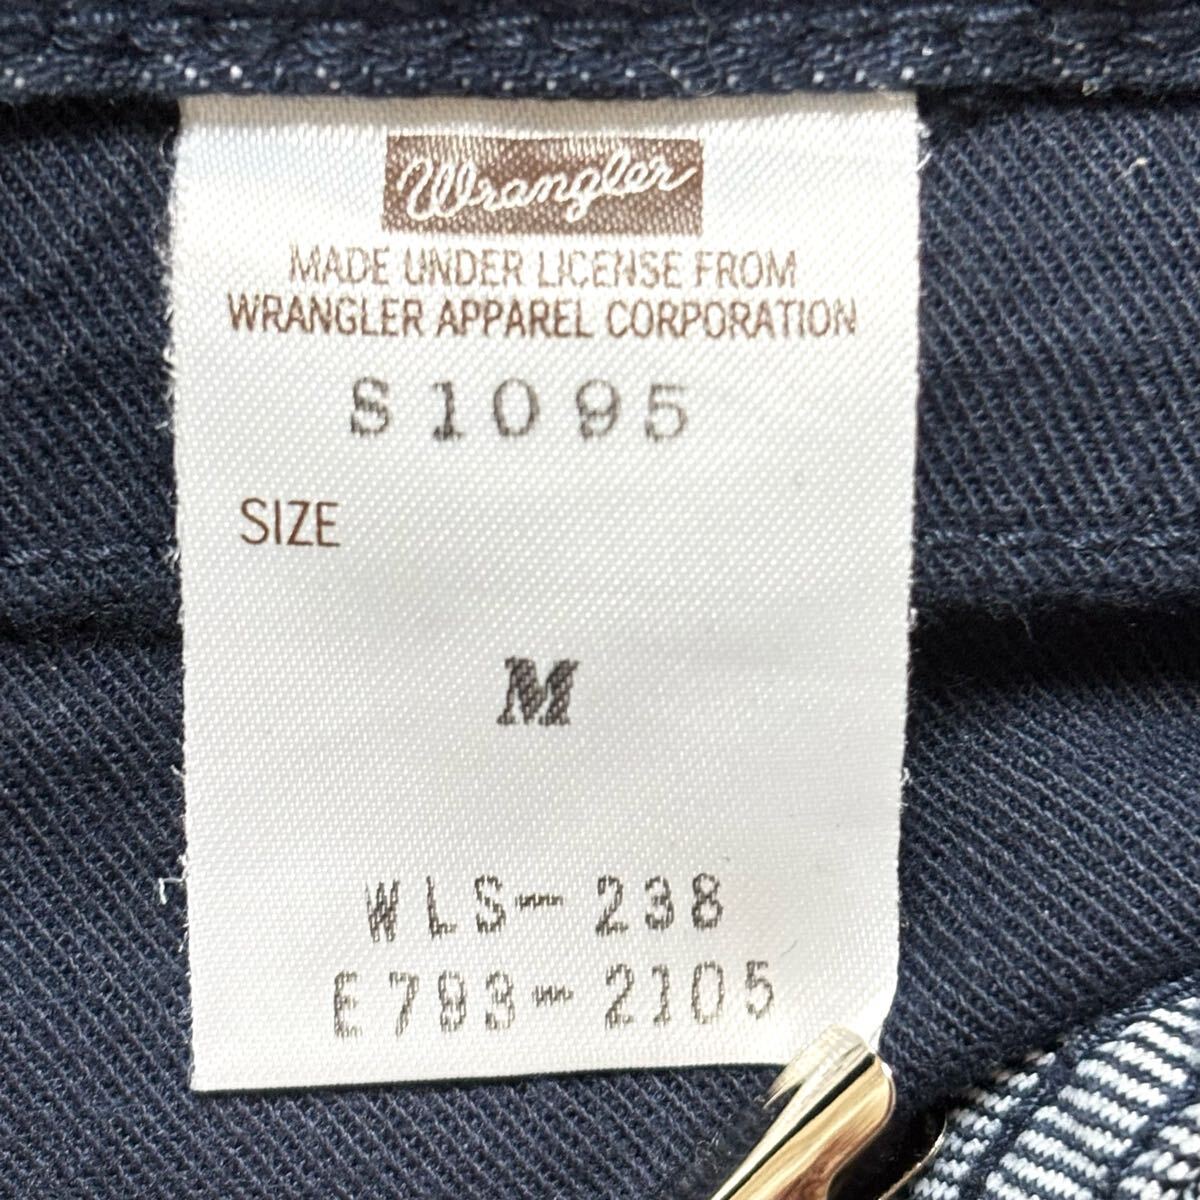 Wrangler
MADE UNDER LICENSE FROM
WRANGLER APPAREL CORPORATION
S1095
SIZE
M
WLS-238
E793-2105